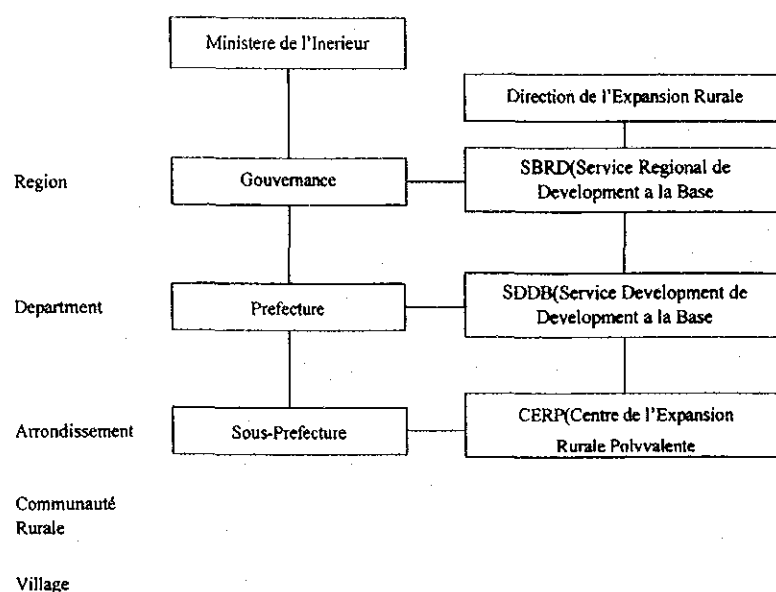 Ministere de l'Inerieur
Direction de l'Expansion Rurale
Region
Gouvernance
SBRD(Service Regional de
Development a la Base
Department
Prefecture
SDDB(Service Development de
Development a la Base
Arrondissement
Sous-Prefecture
CERP(Centre de l'Expansion
Rurale Polyvalente
Communauté
Rurale
Village